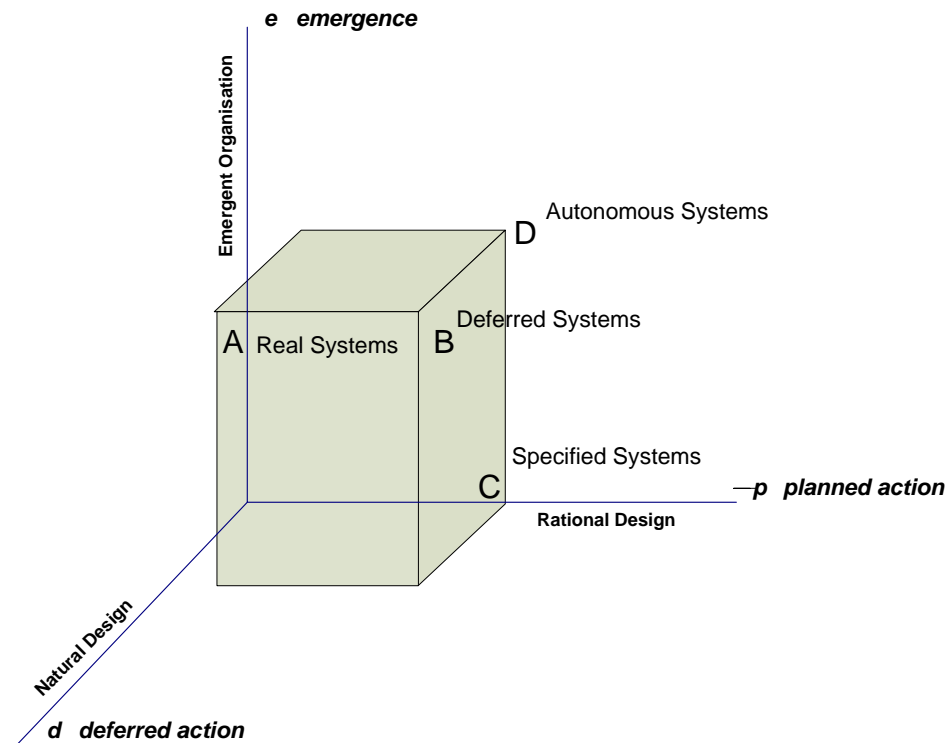 e emergence
Emergent Organisation
Autonomous Systems
D
Deferred Systems
A Real Systems B
Specified Systems
C
p planned action
Rational Design
Natural Design
d deferred action